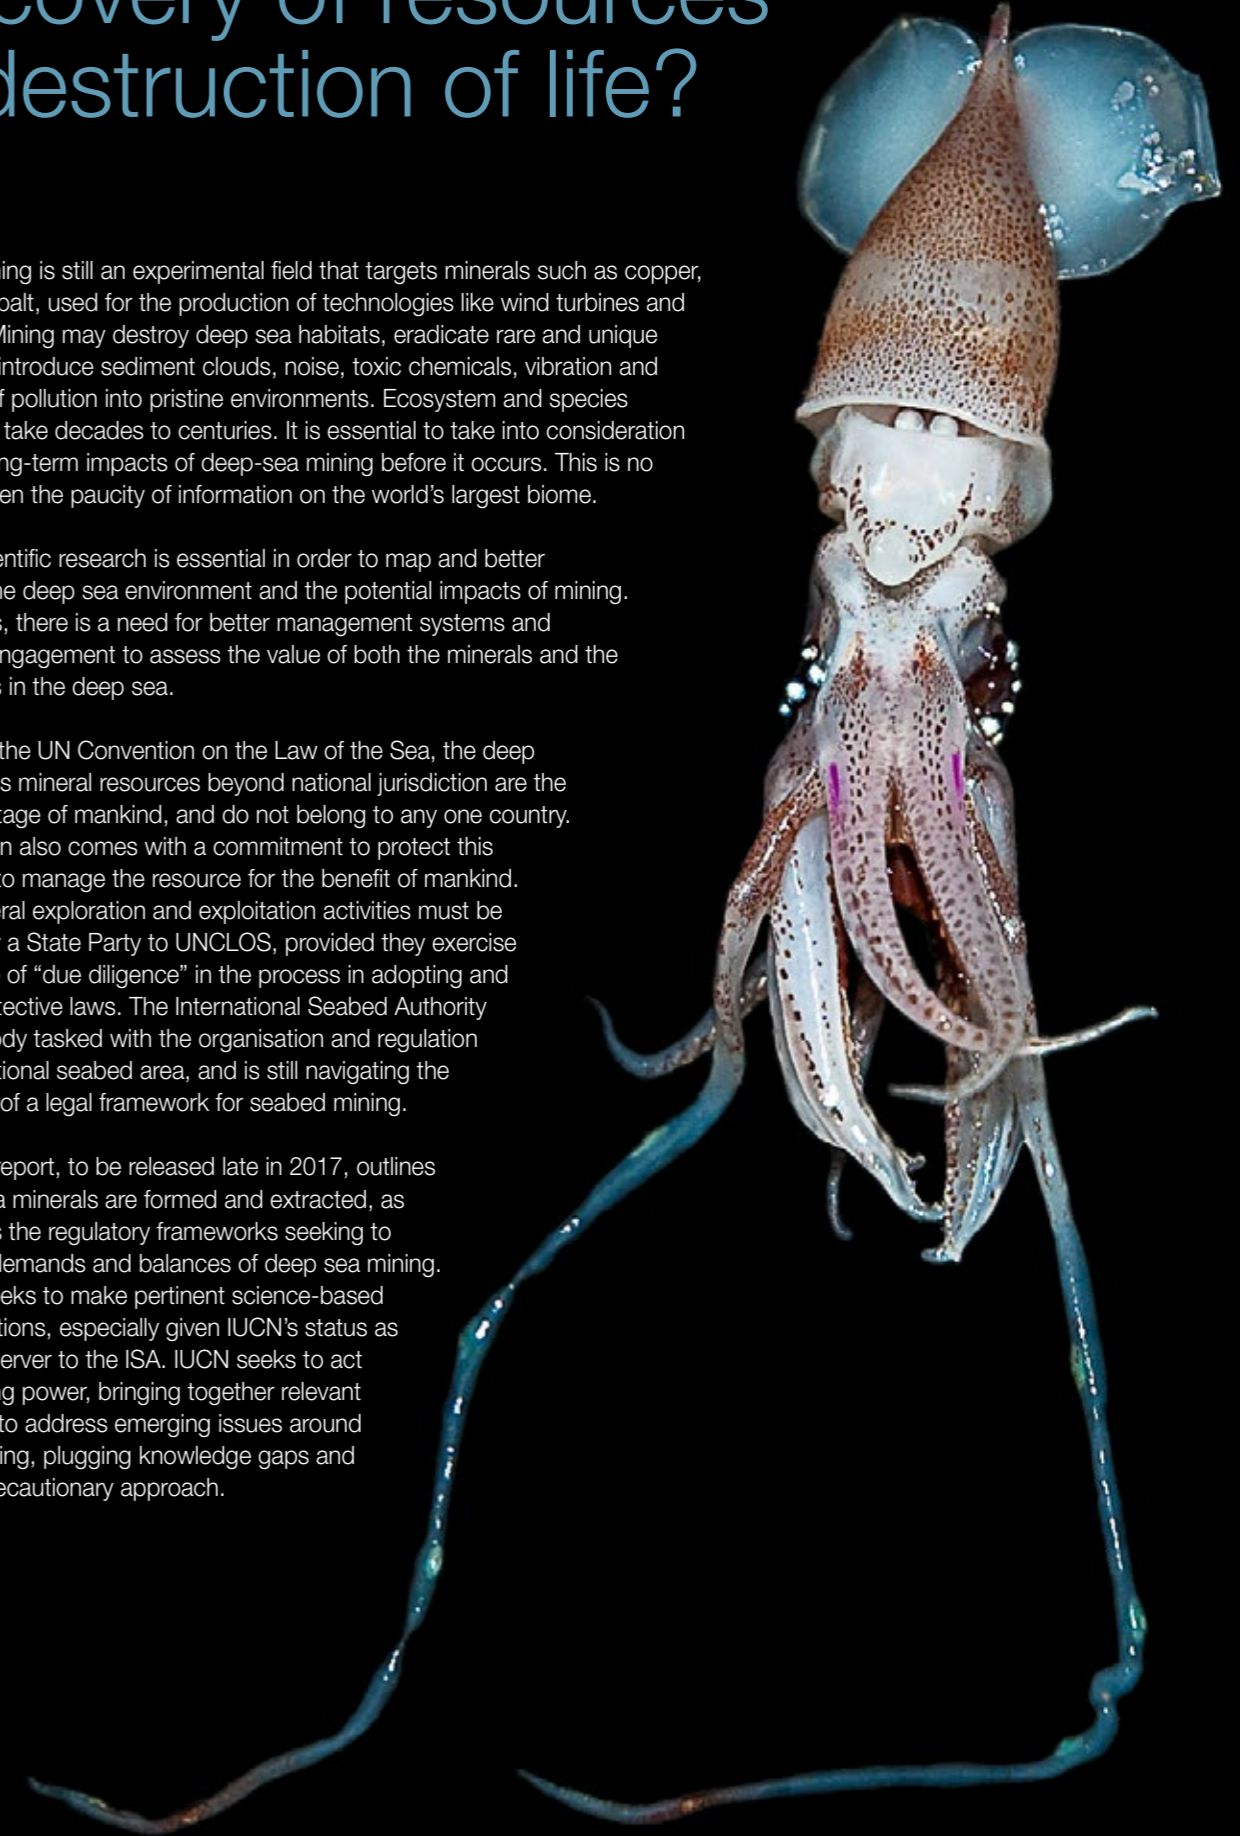 covery of resources
destruction of life?
ning is still an experimental field that targets minerals such as copper,
balt, used for the production of technologies like wind turbines and
Mining may destroy deep sea habitats, eradicate rare and unique
introduce sediment clouds, noise, toxic chemicals, vibration and
f pollution into pristine environments. Ecosystem and species
take decades to centuries. It is essential to take into consideration
ng-term impacts of deep-sea mining before it occurs. This is no
en the paucity of information on the world’s largest biome.
entific research is essential in order to map and better
he deep sea environment and the potential impacts of mining.
s, there is a need for better management systems and
ngagement to assess the value of both the minerals and the
s in the deep sea.
the UN Convention on the Law of the Sea, the deep
s mineral resources beyond national jurisdiction are the
tage of mankind, and do not belong to any one country.
n also comes with a commitment to protect this
to manage the resource for the benefit of mankind.
eral exploration and exploitation activities must be
y a State Party to UNCLOS, provided they exercise
e of “due diligence” in the process in adopting and
tective laws. The International Seabed Authority
ody tasked with the organisation and regulation
tional seabed area, and is still navigating the
of a legal framework for seabed mining.
report, to be released late in 2017, outlines
a minerals are formed and extracted, as
s the regulatory frameworks seeking to
demands and balances of deep sea mining.
eks to make pertinent science-based
tions, especially given IUCN’s status as
erver to the ISA. IUCN seeks to act
ng power, bringing together relevant
to address emerging issues around
ing, plugging knowledge gaps and
ecautionary approach.